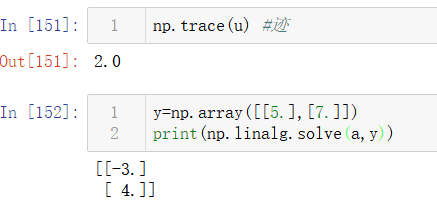 In [151]: 1 np.trace(u) #迹
Out[151]: 2.0
In [152]: 1 y=np.array([[5.],[7.]])
2 print(np.linalg.solve(a,y))
[[-3.]
[ 4.]]